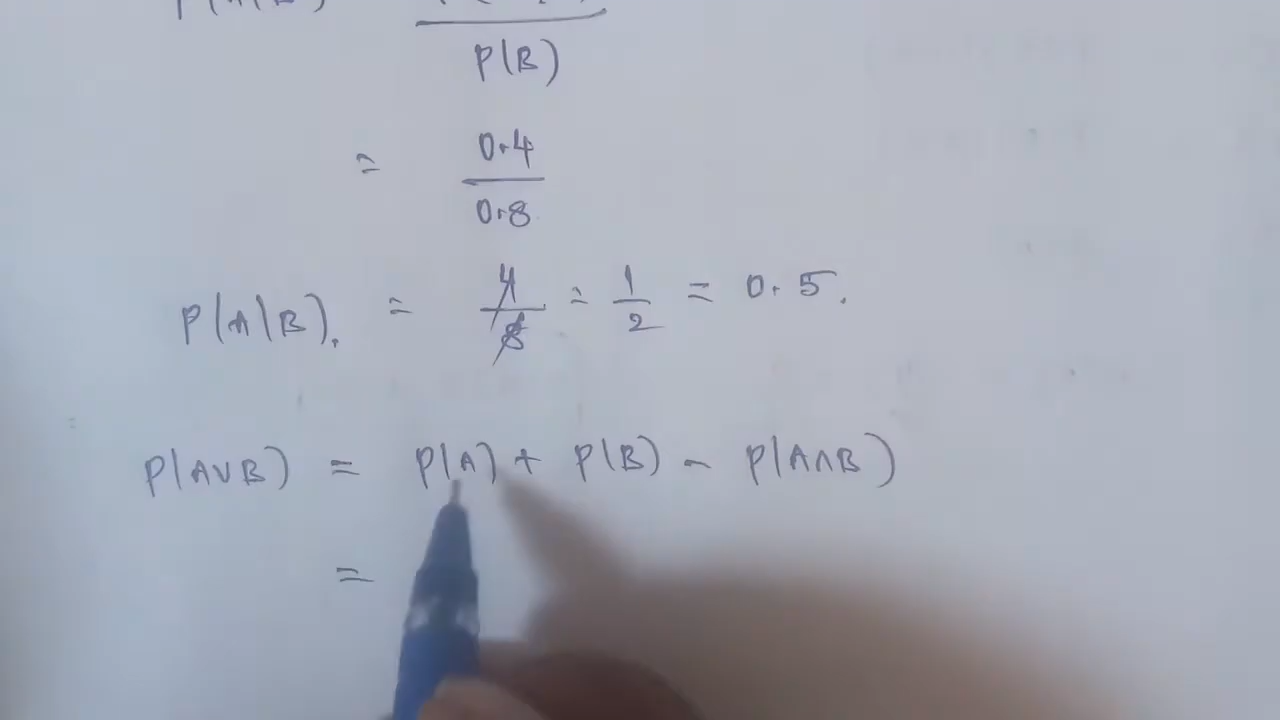 P(A|B)
P(B)
= 0.4
0.8
P(A|B). = 4/8 = 1/2 = 0.5.
P(A∪B) = P(A) + P(B) - P(A∩B)
=